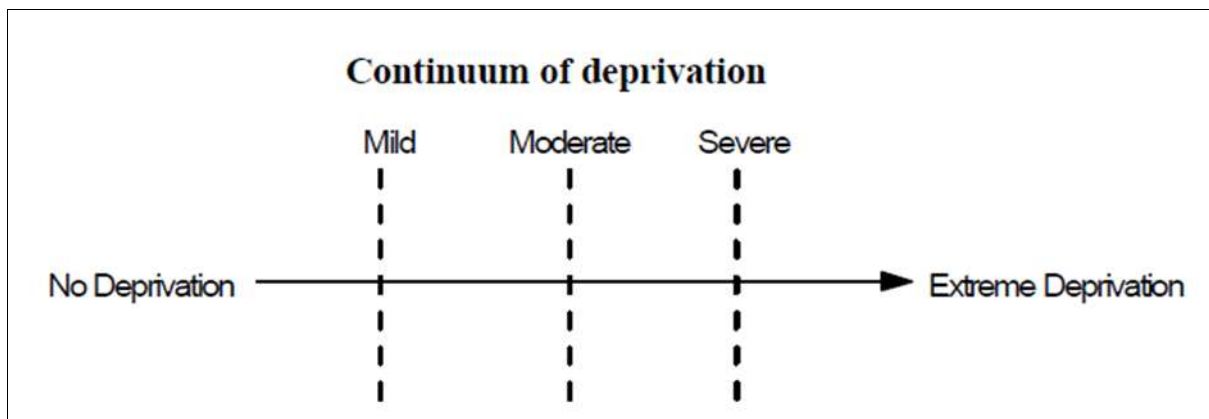 Continuum of deprivation
Mild Moderate Severe
No Deprivation Extreme Deprivation